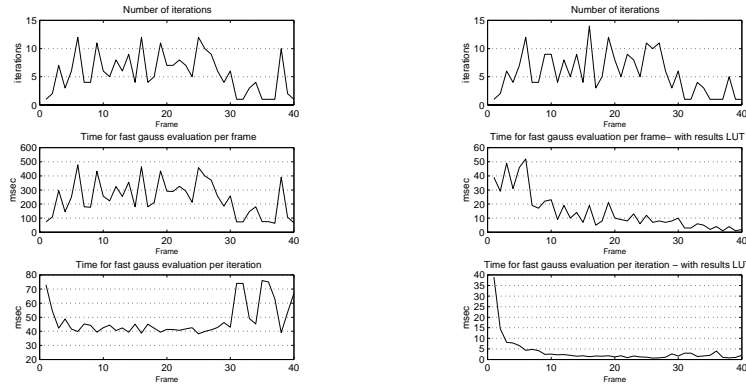 Number of iterations
15
10
5
0
iterations
0 10 20 30 40
Frame
Time for fast gauss evaluation per frame
600
500
400
300
200
100
0
msec
0 10 20 30 40
Frame
Time for fast gauss evaluation per iteration
80
70
60
50
40
30
20
msec
0 10 20 30 40
Frame
Number of iterations
15
10
5
0
iterations
0 10 20 30 40
Frame
Time for fast gauss evaluation per frame– with results LUT
60
50
40
30
20
10
0
msec
0 10 20 30 40
Frame
Time for fast gauss evaluation per iteration – with results LUT
40
35
30
25
20
15
10
5
2
0
msec
0 10 20 30 40
Frame